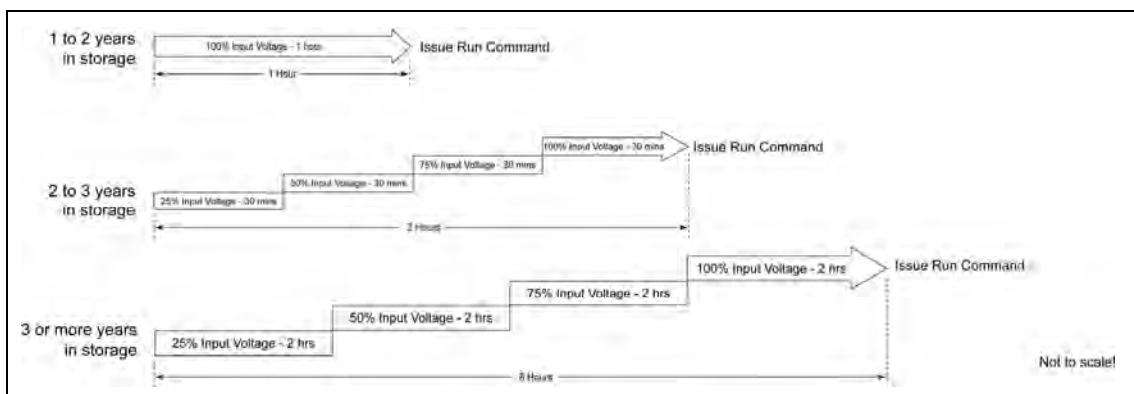 1 to 2 years
in storage
100% Input Voltage - 1 hour
Issue Run Command
1 Hour
2 to 3 years
in storage
25% Input Voltage - 30 mins
50% Input Voltage - 30 mins
75% Input Voltage - 30 mins
100% Input Voltage - 30 mins
Issue Run Command
2 Hours
3 or more years
in storage
25% Input Voltage - 2 hrs
50% Input Voltage - 2 hrs
75% Input Voltage - 2 hrs
100% Input Voltage - 2 hrs
Issue Run Command
8 Hours
Not to scale!